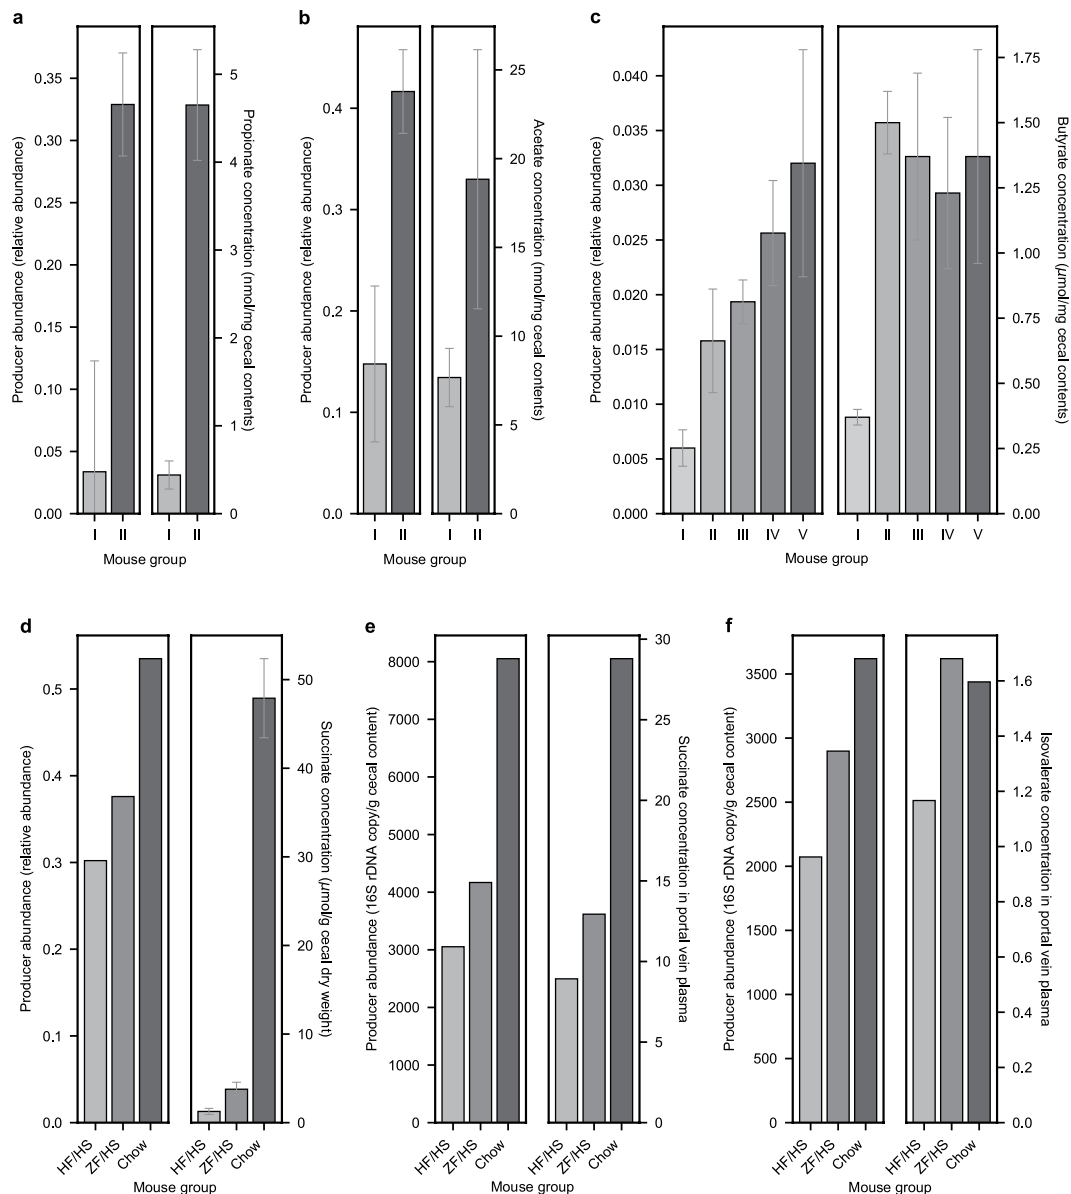 a
Producer abundance (relative abundance)
0.35
0.30
0.25
0.20
0.15
0.10
0.05
0.00
I II
I II
5
4
3
2
1
0
Propionate concentration (nmol/mg cecal contents)
Mouse group
b
Producer abundance (relative abundance)
0.4
0.3
0.2
0.1
0.0
I II
I II
25
20
15
10
5
0
Acetate concentration (nmol/mg cecal contents)
Mouse group
c
Producer abundance (relative abundance)
0.040
0.035
0.030
0.025
0.020
0.015
0.010
0.005
0.000
I II III IV V
I II III IV V
1.75
1.50
1.25
1.00
0.75
0.50
0.25
0.00
Butyrate concentration (μmol/mg cecal contents)
Mouse group
d
Producer abundance (relative abundance)
0.5
0.4
0.3
0.2
0.1
0.0
HF/HS ZF/HS Chow
HF/HS ZF/HS Chow
50
40
30
20
10
0
Succinate concentration (μmol/g cecal dry weight)
Mouse group
e
Producer abundance (16S rDNA copy/g cecal content)
8000
7000
6000
5000
4000
3000
2000
1000
0
HF/HS ZF/HS Chow
HF/HS ZF/HS Chow
30
25
20
15
10
5
0
Succinate concentration in portal vein plasma
Mouse group
f
Producer abundance (16S rDNA copy/g cecal content)
3500
3000
2500
2000
1500
1000
500
0
HF/HS ZF/HS Chow
HF/HS ZF/HS Chow
1.6
1.4
1.2
1.0
0.8
0.6
0.4
0.2
0.0
Isovalerate concentration in portal vein plasma
Mouse group